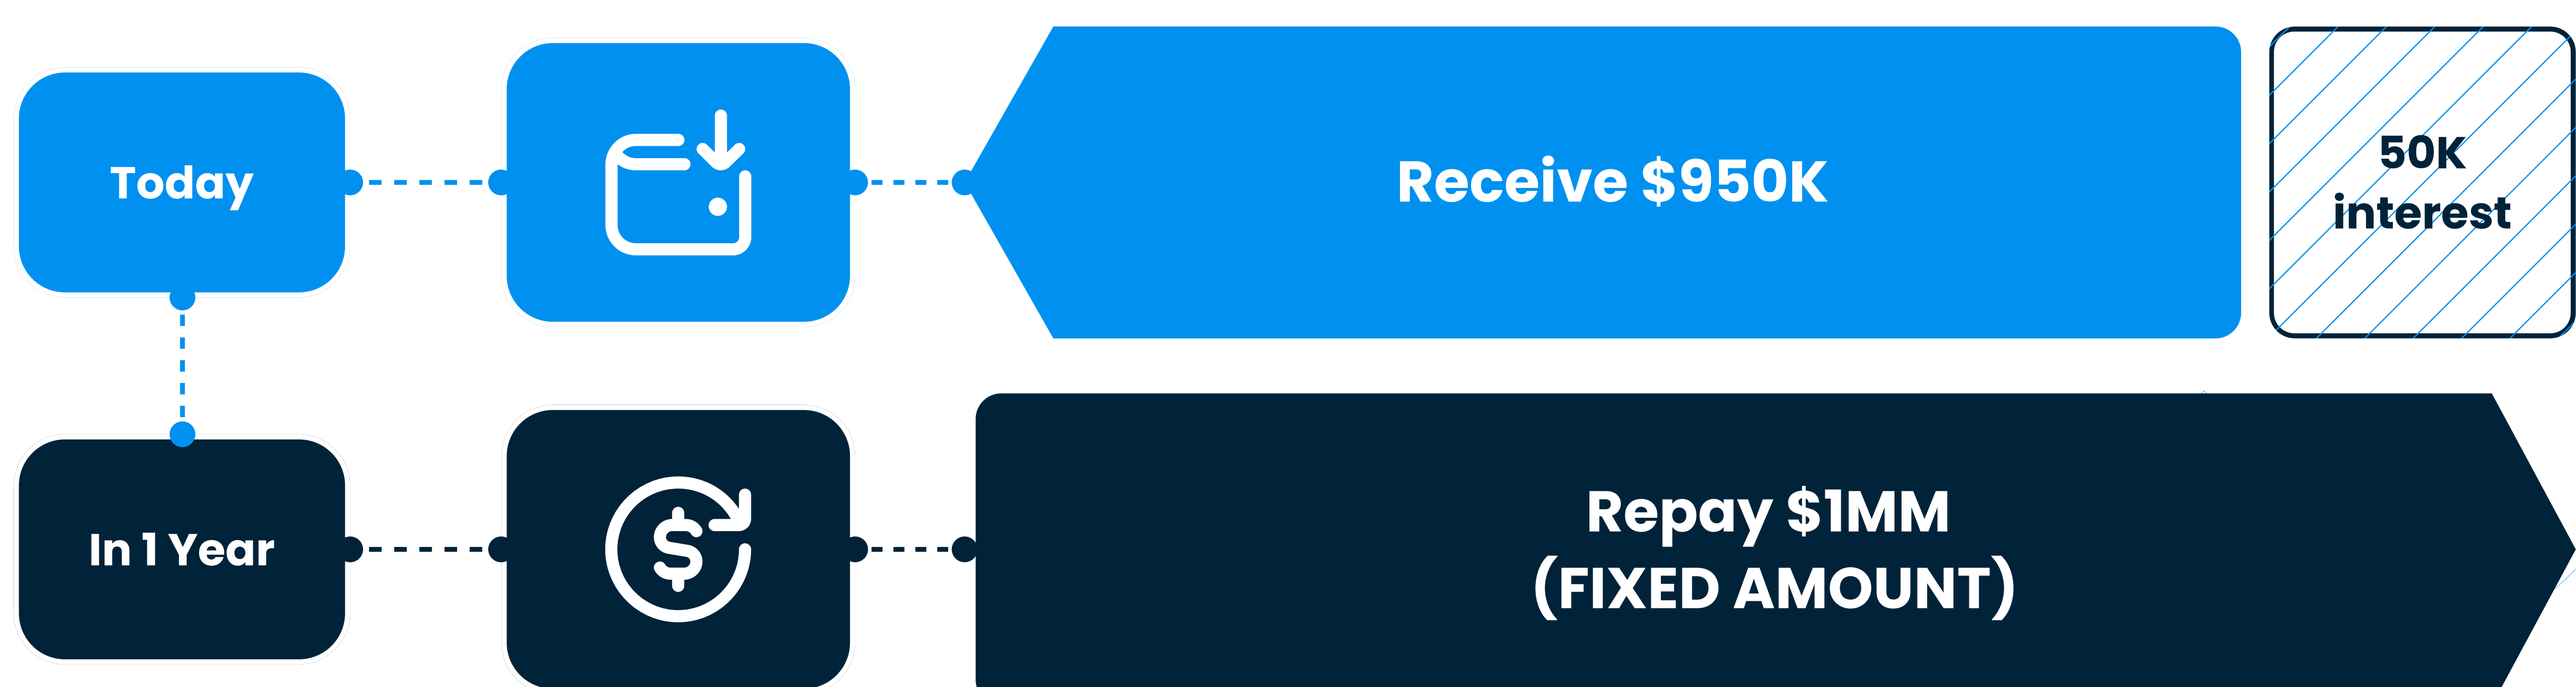 Today
Receive $950K
50K
interest
In 1 Year
Repay $1MM
(FIXED AMOUNT)